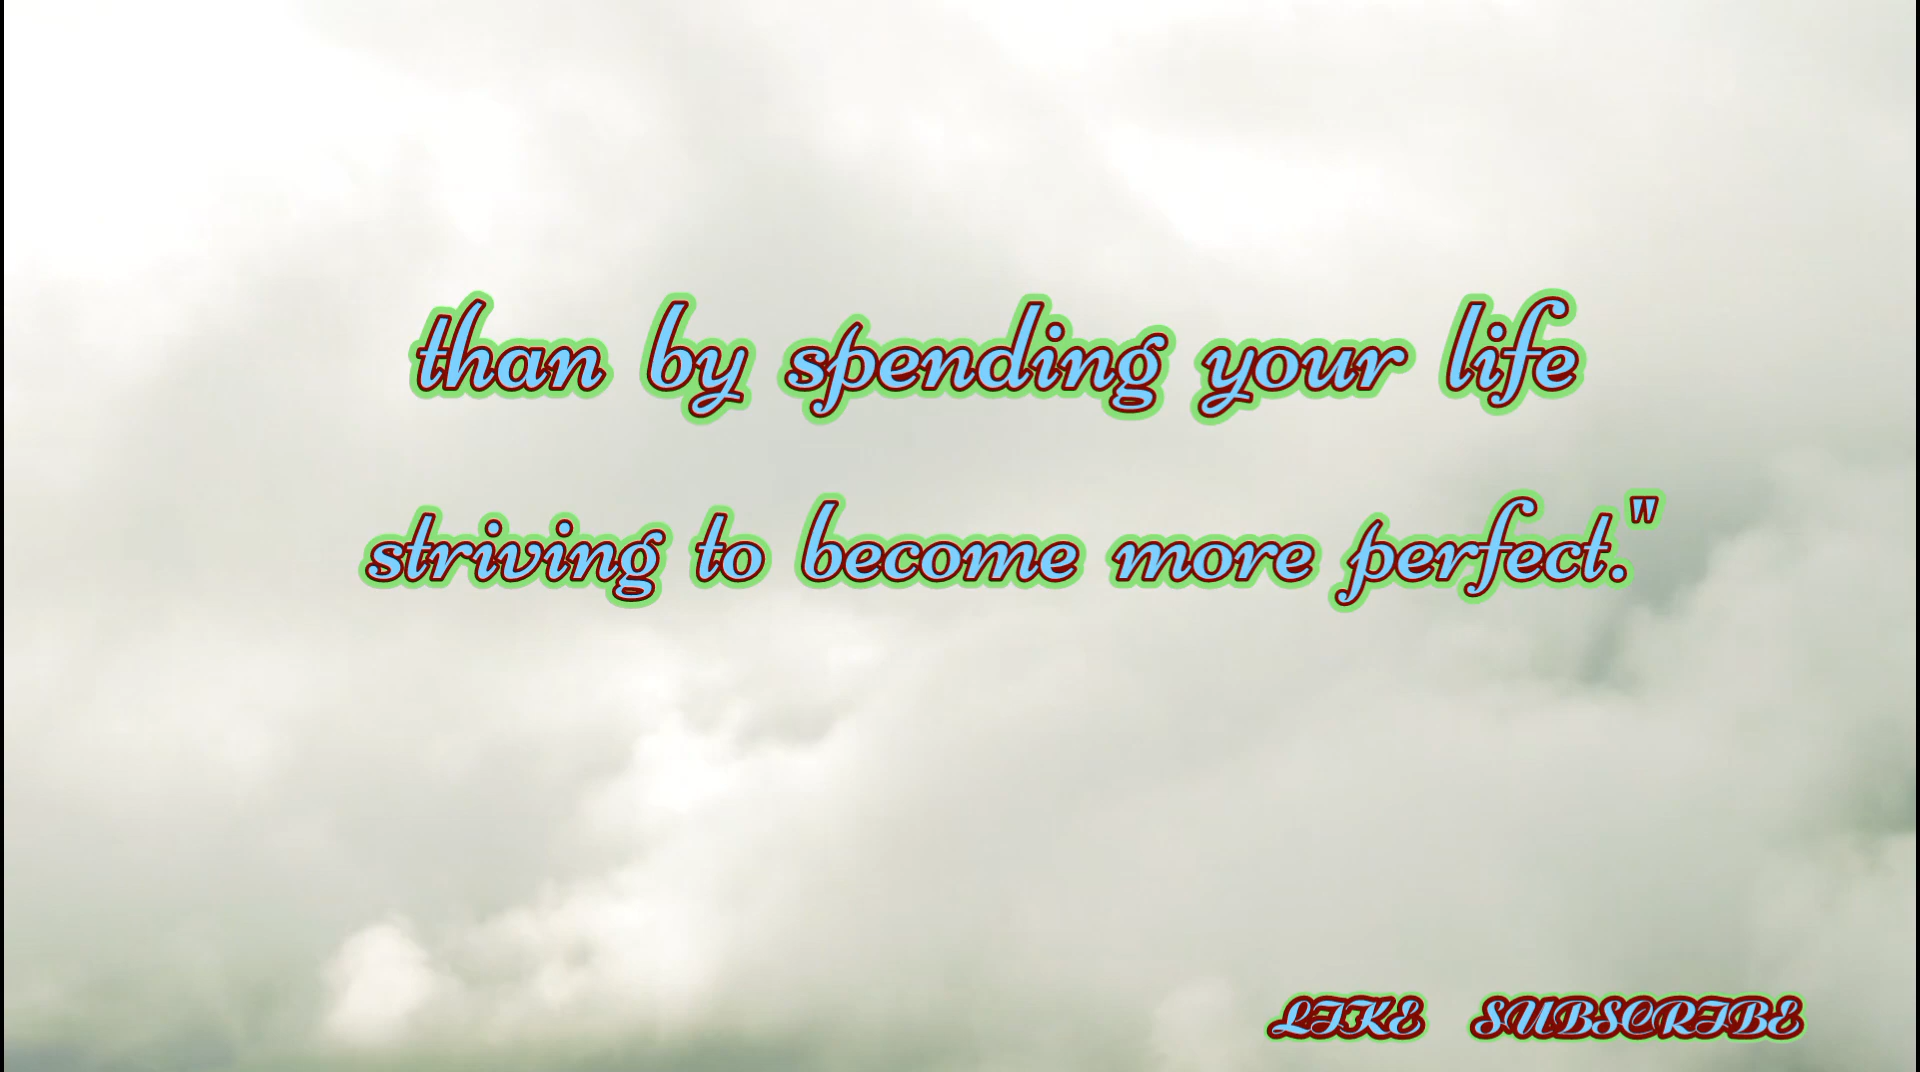 than by spending your life
striving to become more perfect."
LIKE SUBSCRIBE